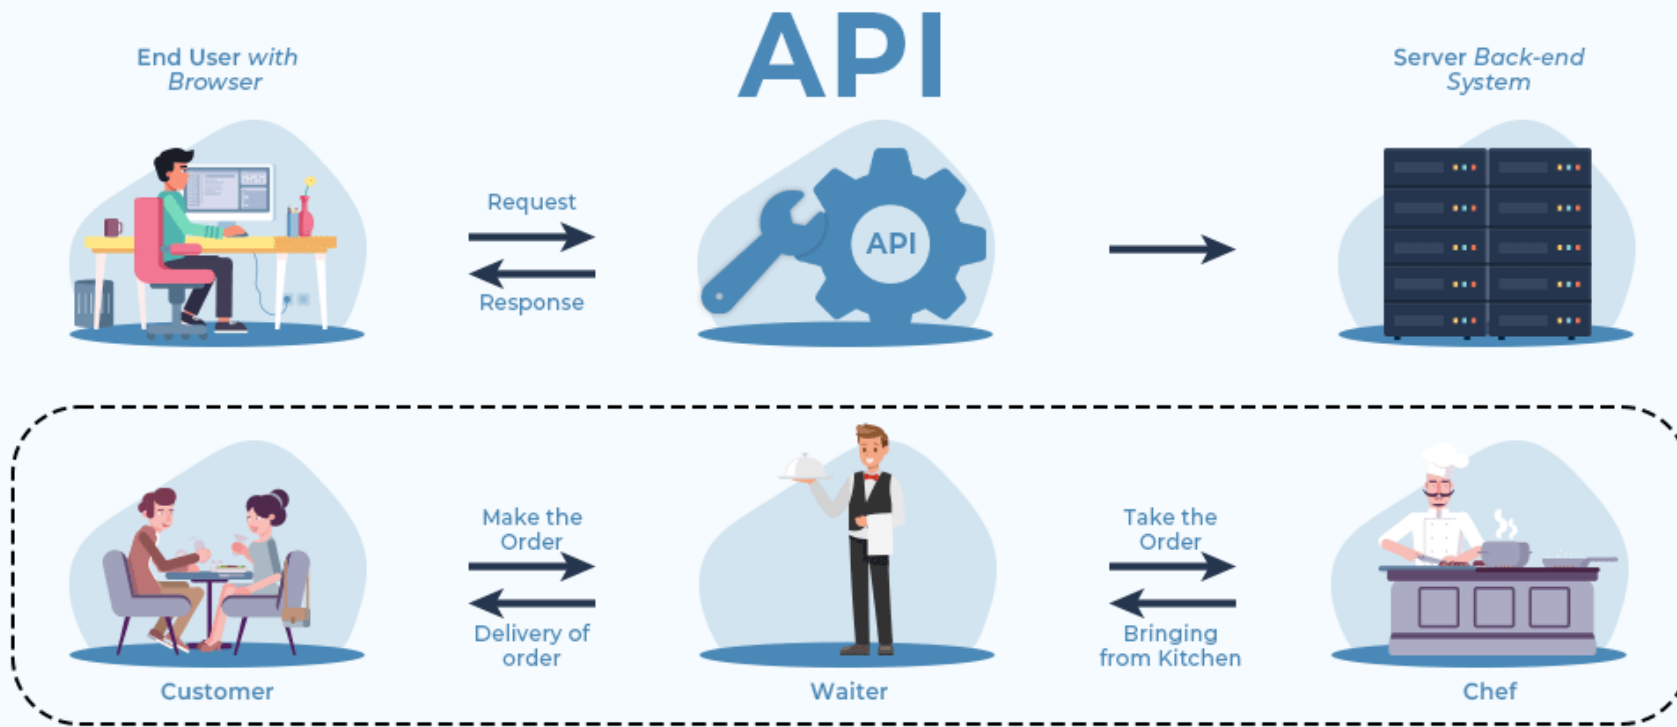 API
End User with
Browser
Server Back-end
System
Request
API
Response
Make the
Order
Take the
Order
Delivery of
order
Bringing
from Kitchen
Customer
Waiter
Chef